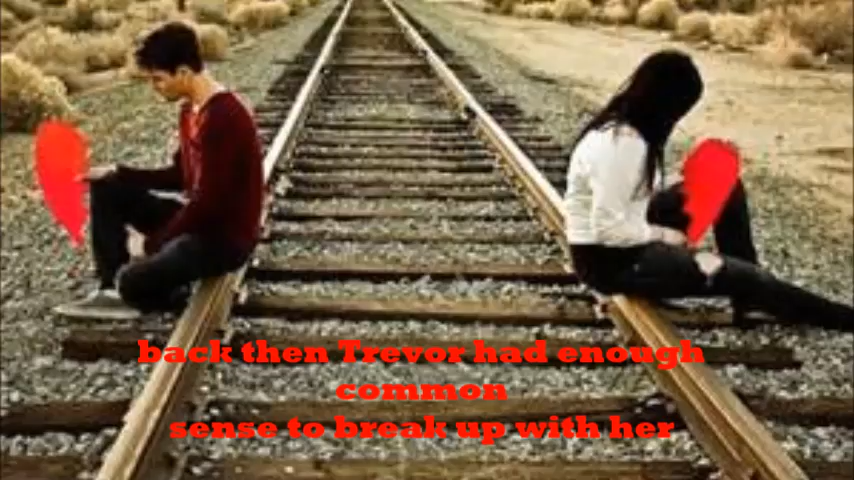 back then Trevor had enough
common
sense to break up with her